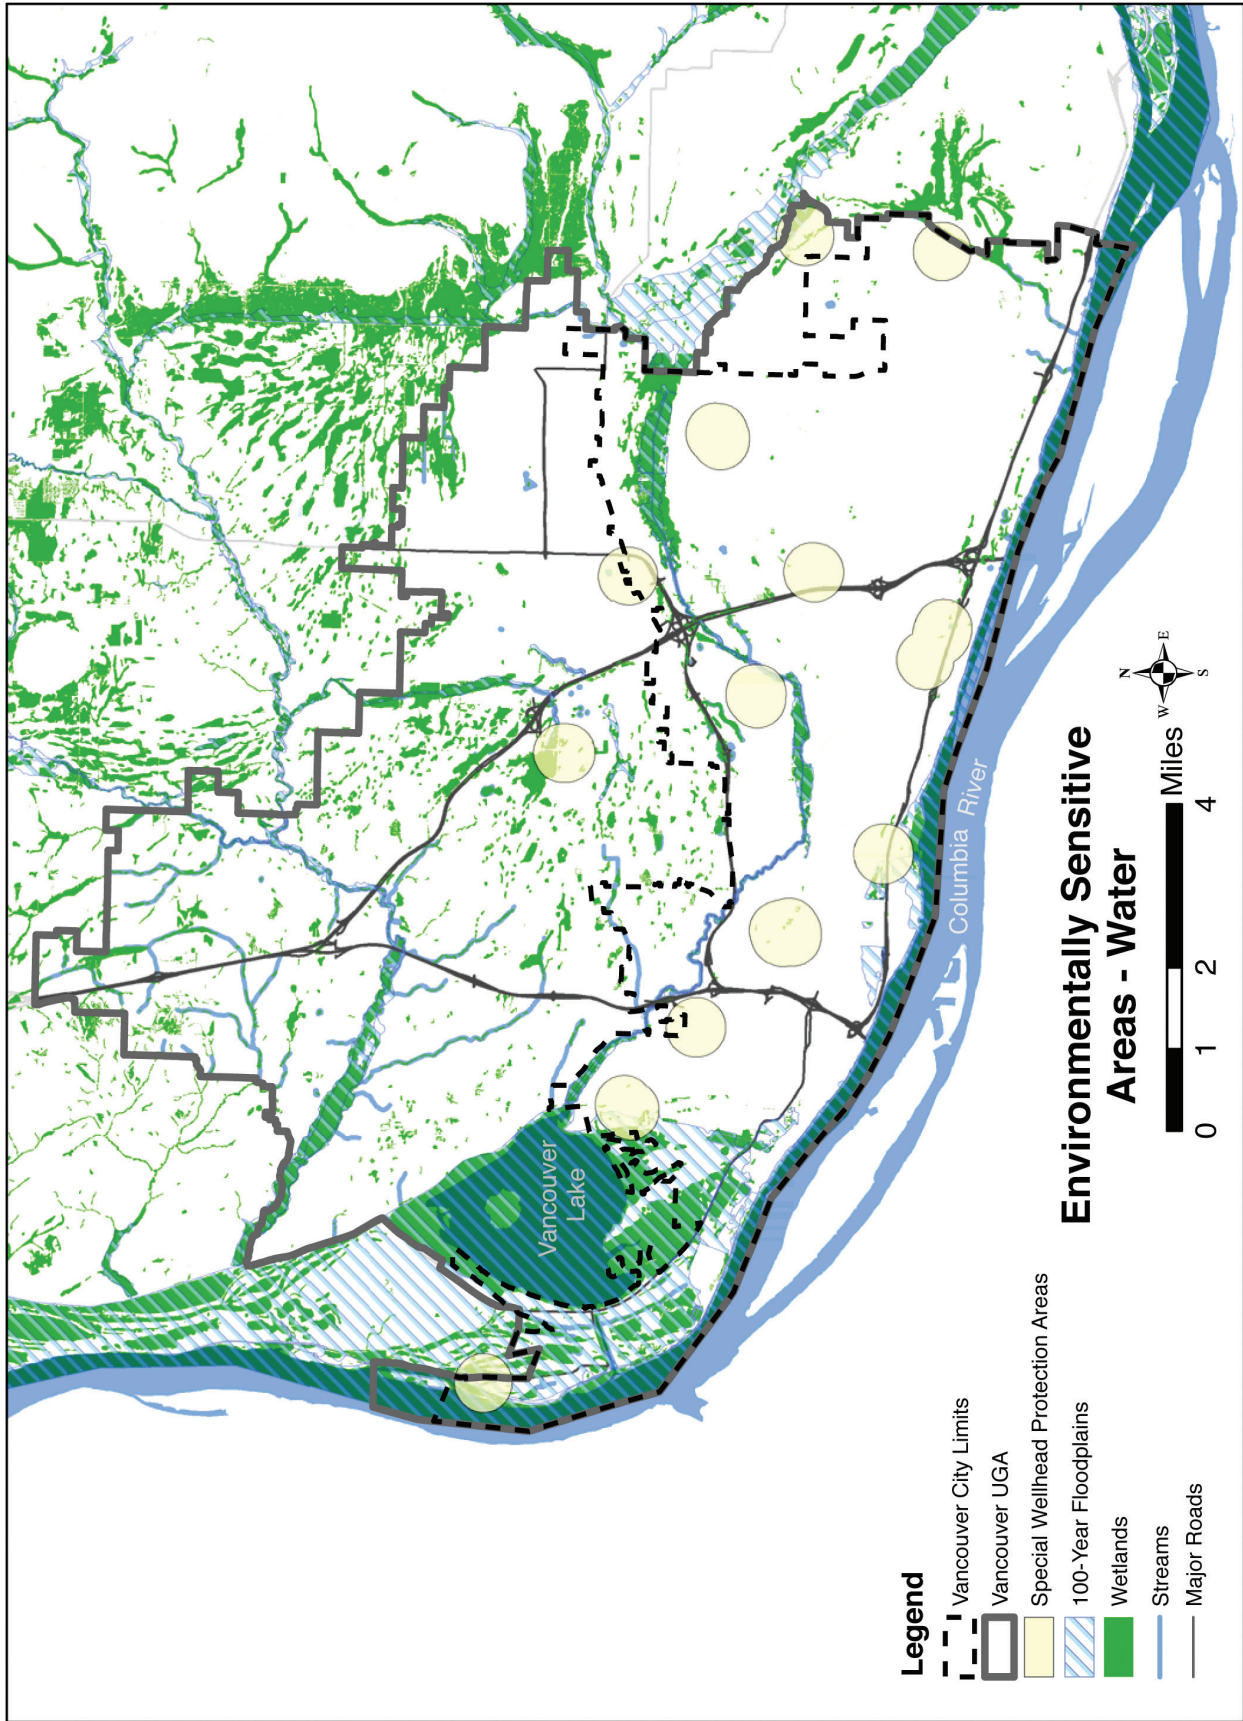 Vancouver
Lake
Columbia River
Environmentally Sensitive
Areas - Water
N
W
E
S
0
1
2
4
Miles
Legend
Vancouver City Limits
Vancouver UGA
Special Wellhead Protection Areas
100-Year Floodplains
Wetlands
Streams
Major Roads